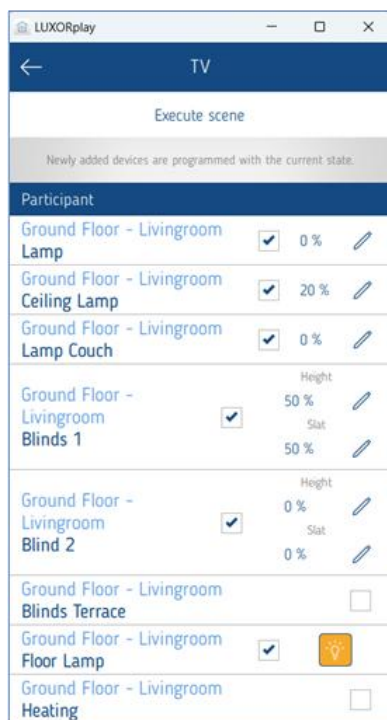 LUXORplay
TV
Execute scene
Newly added devices are programmed with the current state.
Participant
Ground Floor - Livingroom
Lamp
0 %
Ground Floor - Livingroom
Ceiling Lamp
20 %
Ground Floor - Livingroom
Lamp Couch
0 %
Ground Floor -
Livingroom
Blinds 1
Height
50 %
Slat
50 %
Ground Floor -
Livingroom
Blind 2
Height
0 %
Slat
0 %
Ground Floor - Livingroom
Blinds Terrace
Ground Floor - Livingroom
Floor Lamp
Ground Floor - Livingroom
Heating